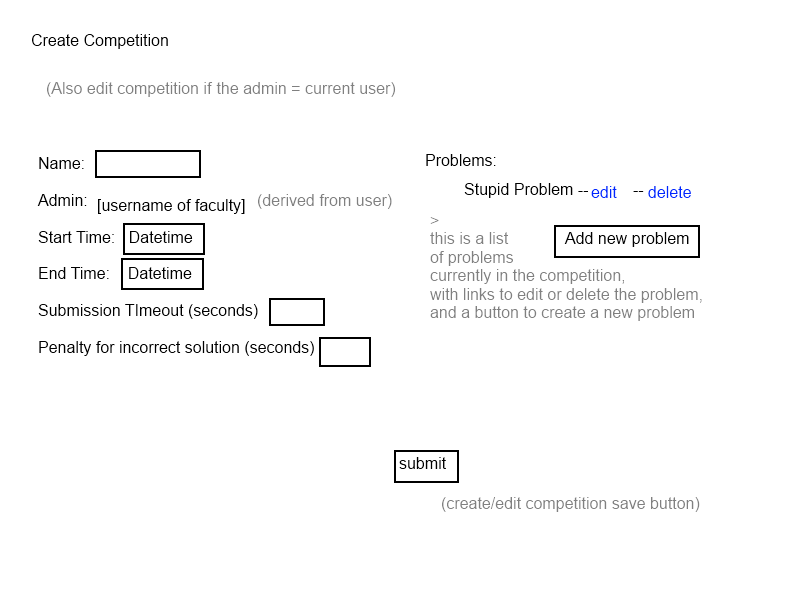 Create Competition
(Also edit competition if the admin = current user)
Name:
Admin: [username of faculty] (derived from user)
Start Time: Datetime
End Time: Datetime
Submission TImeout (seconds)
Penalty for incorrect solution (seconds)
Problems:
Stupid Problem -- edit -- delete
>
this is a list
of problems
currently in the competition,
with links to edit or delete the problem,
and a button to create a new problem
Add new problem
submit
(create/edit competition save button)